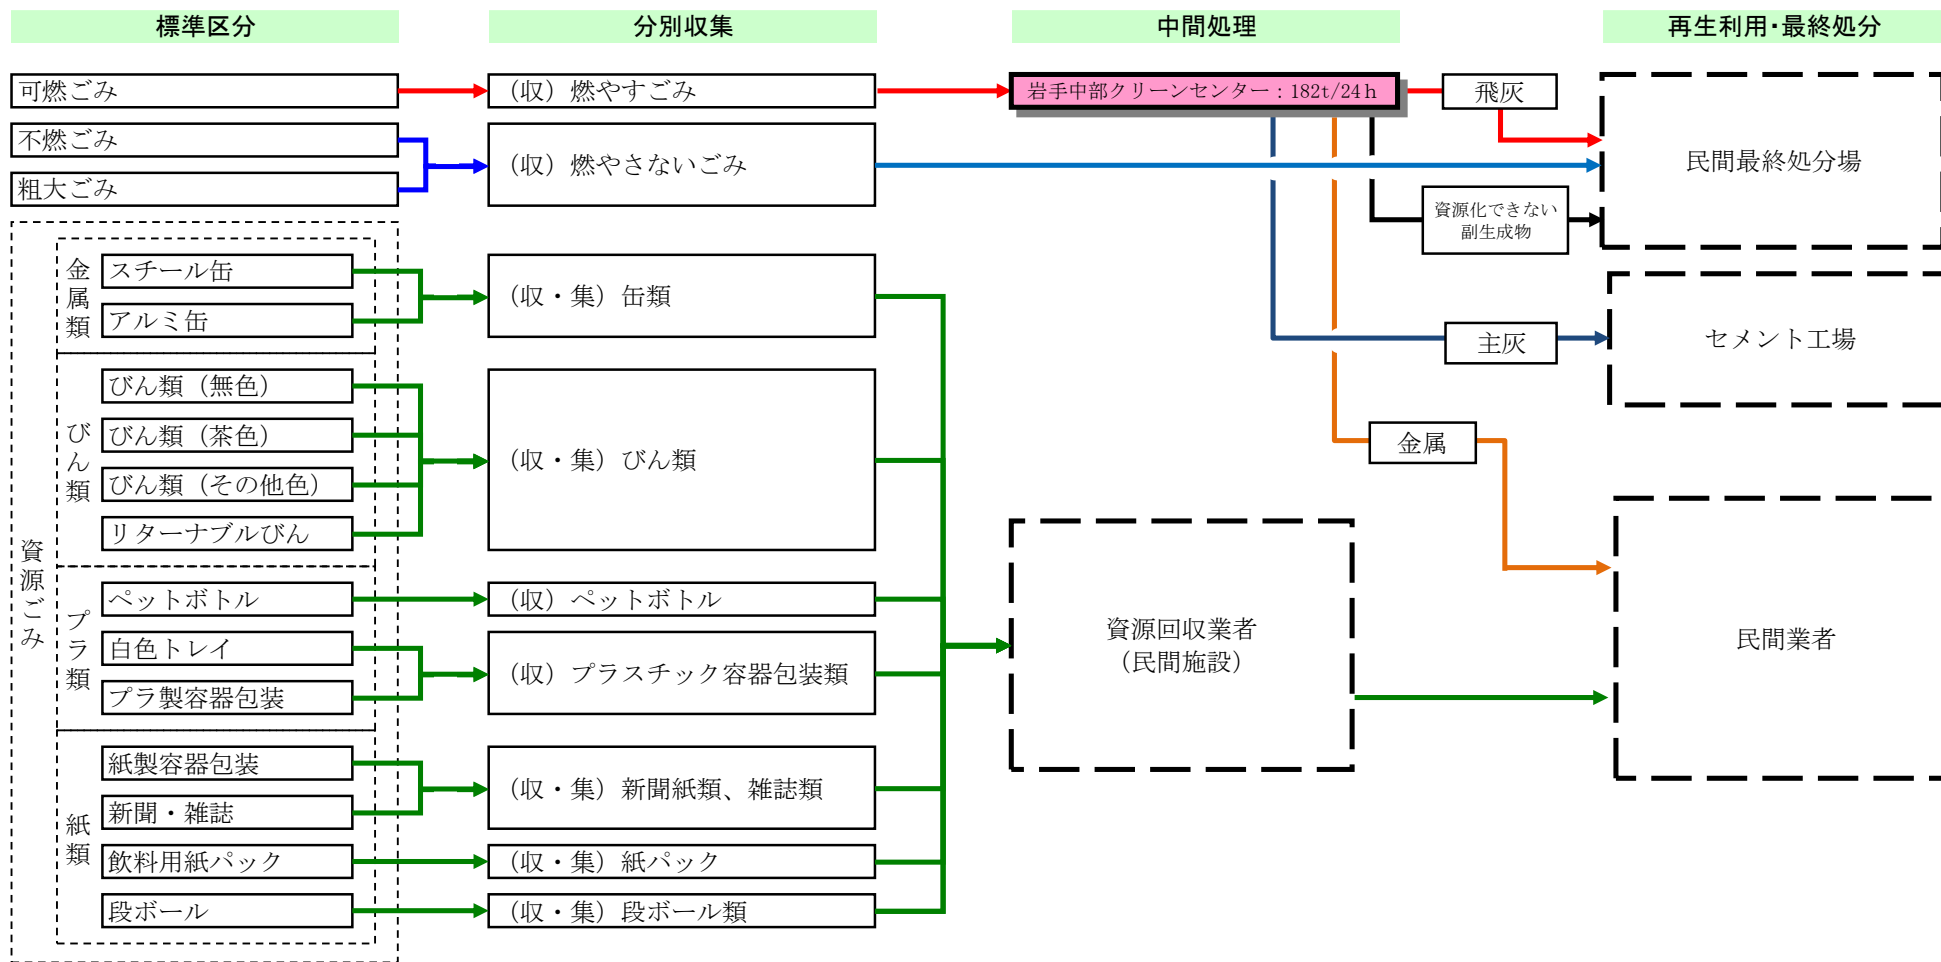 標準区分
分別収集
中間処理
再生利用・最終処分
可燃ごみ
（収）燃やすごみ
岩手中部クリーンセンター：182t/24h
飛灰
不燃ごみ
粗大ごみ
（収）燃やさないごみ
民間最終処分場
資源化できない
副生成物
資源ごみ
金属類
スチール缶
アルミ缶
（収・集）缶類
主灰
セメント工場
びん類
びん類（無色）
びん類（茶色）
びん類（その他色）
リターナブルびん
（収・集）びん類
金属
プラ類
ペットボトル
（収）ペットボトル
白色トレイ
プラ製容器包装
（収）プラスチック容器包装類
資源回収業者
（民間施設）
民間業者
紙類
紙製容器包装
新聞・雑誌
（収・集）新聞紙類、雑誌類
飲料用紙パック
（収・集）紙パック
段ボール
（収・集）段ボール類